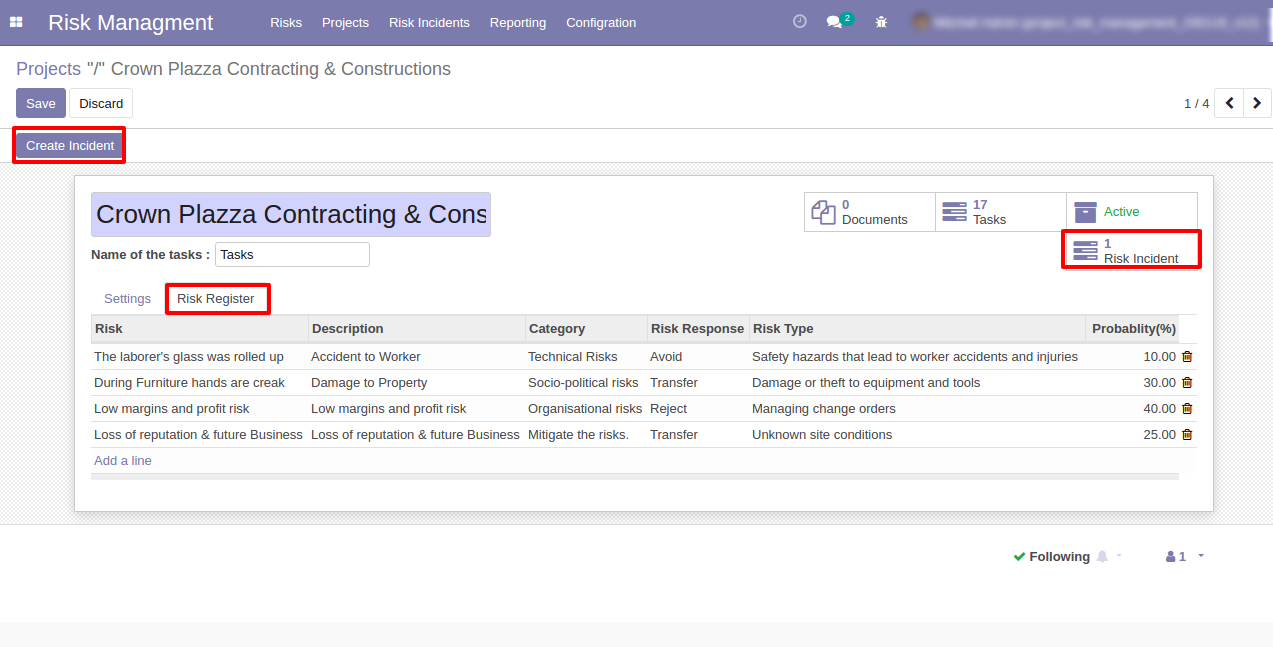 Risk Managment Risks Projects Risk Incidents Reporting Configration 2
Projects "/" Crown Plazza Contracting & Constructions
Save Discard 1 / 4
Create Incident
Crown Plazza Contracting & Cons
0 Documents
17 Tasks
Active
1 Risk Incident
Name of the tasks : Tasks
Settings Risk Register
Risk Description Category Risk Response Risk Type Probablity(%)
The laborer's glass was rolled up Accident to Worker Technical Risks Avoid Safety hazards that lead to worker accidents and injuries 10.00
During Furniture hands are creak Damage to Property Socio-political risks Transfer Damage or theft to equipment and tools 30.00
Low margins and profit risk Low margins and profit risk Organisational risks Reject Managing change orders 40.00
Loss of reputation & future Business Loss of reputation & future Business Mitigate the risks. Transfer Unknown site conditions 25.00
Add a line
Following 1